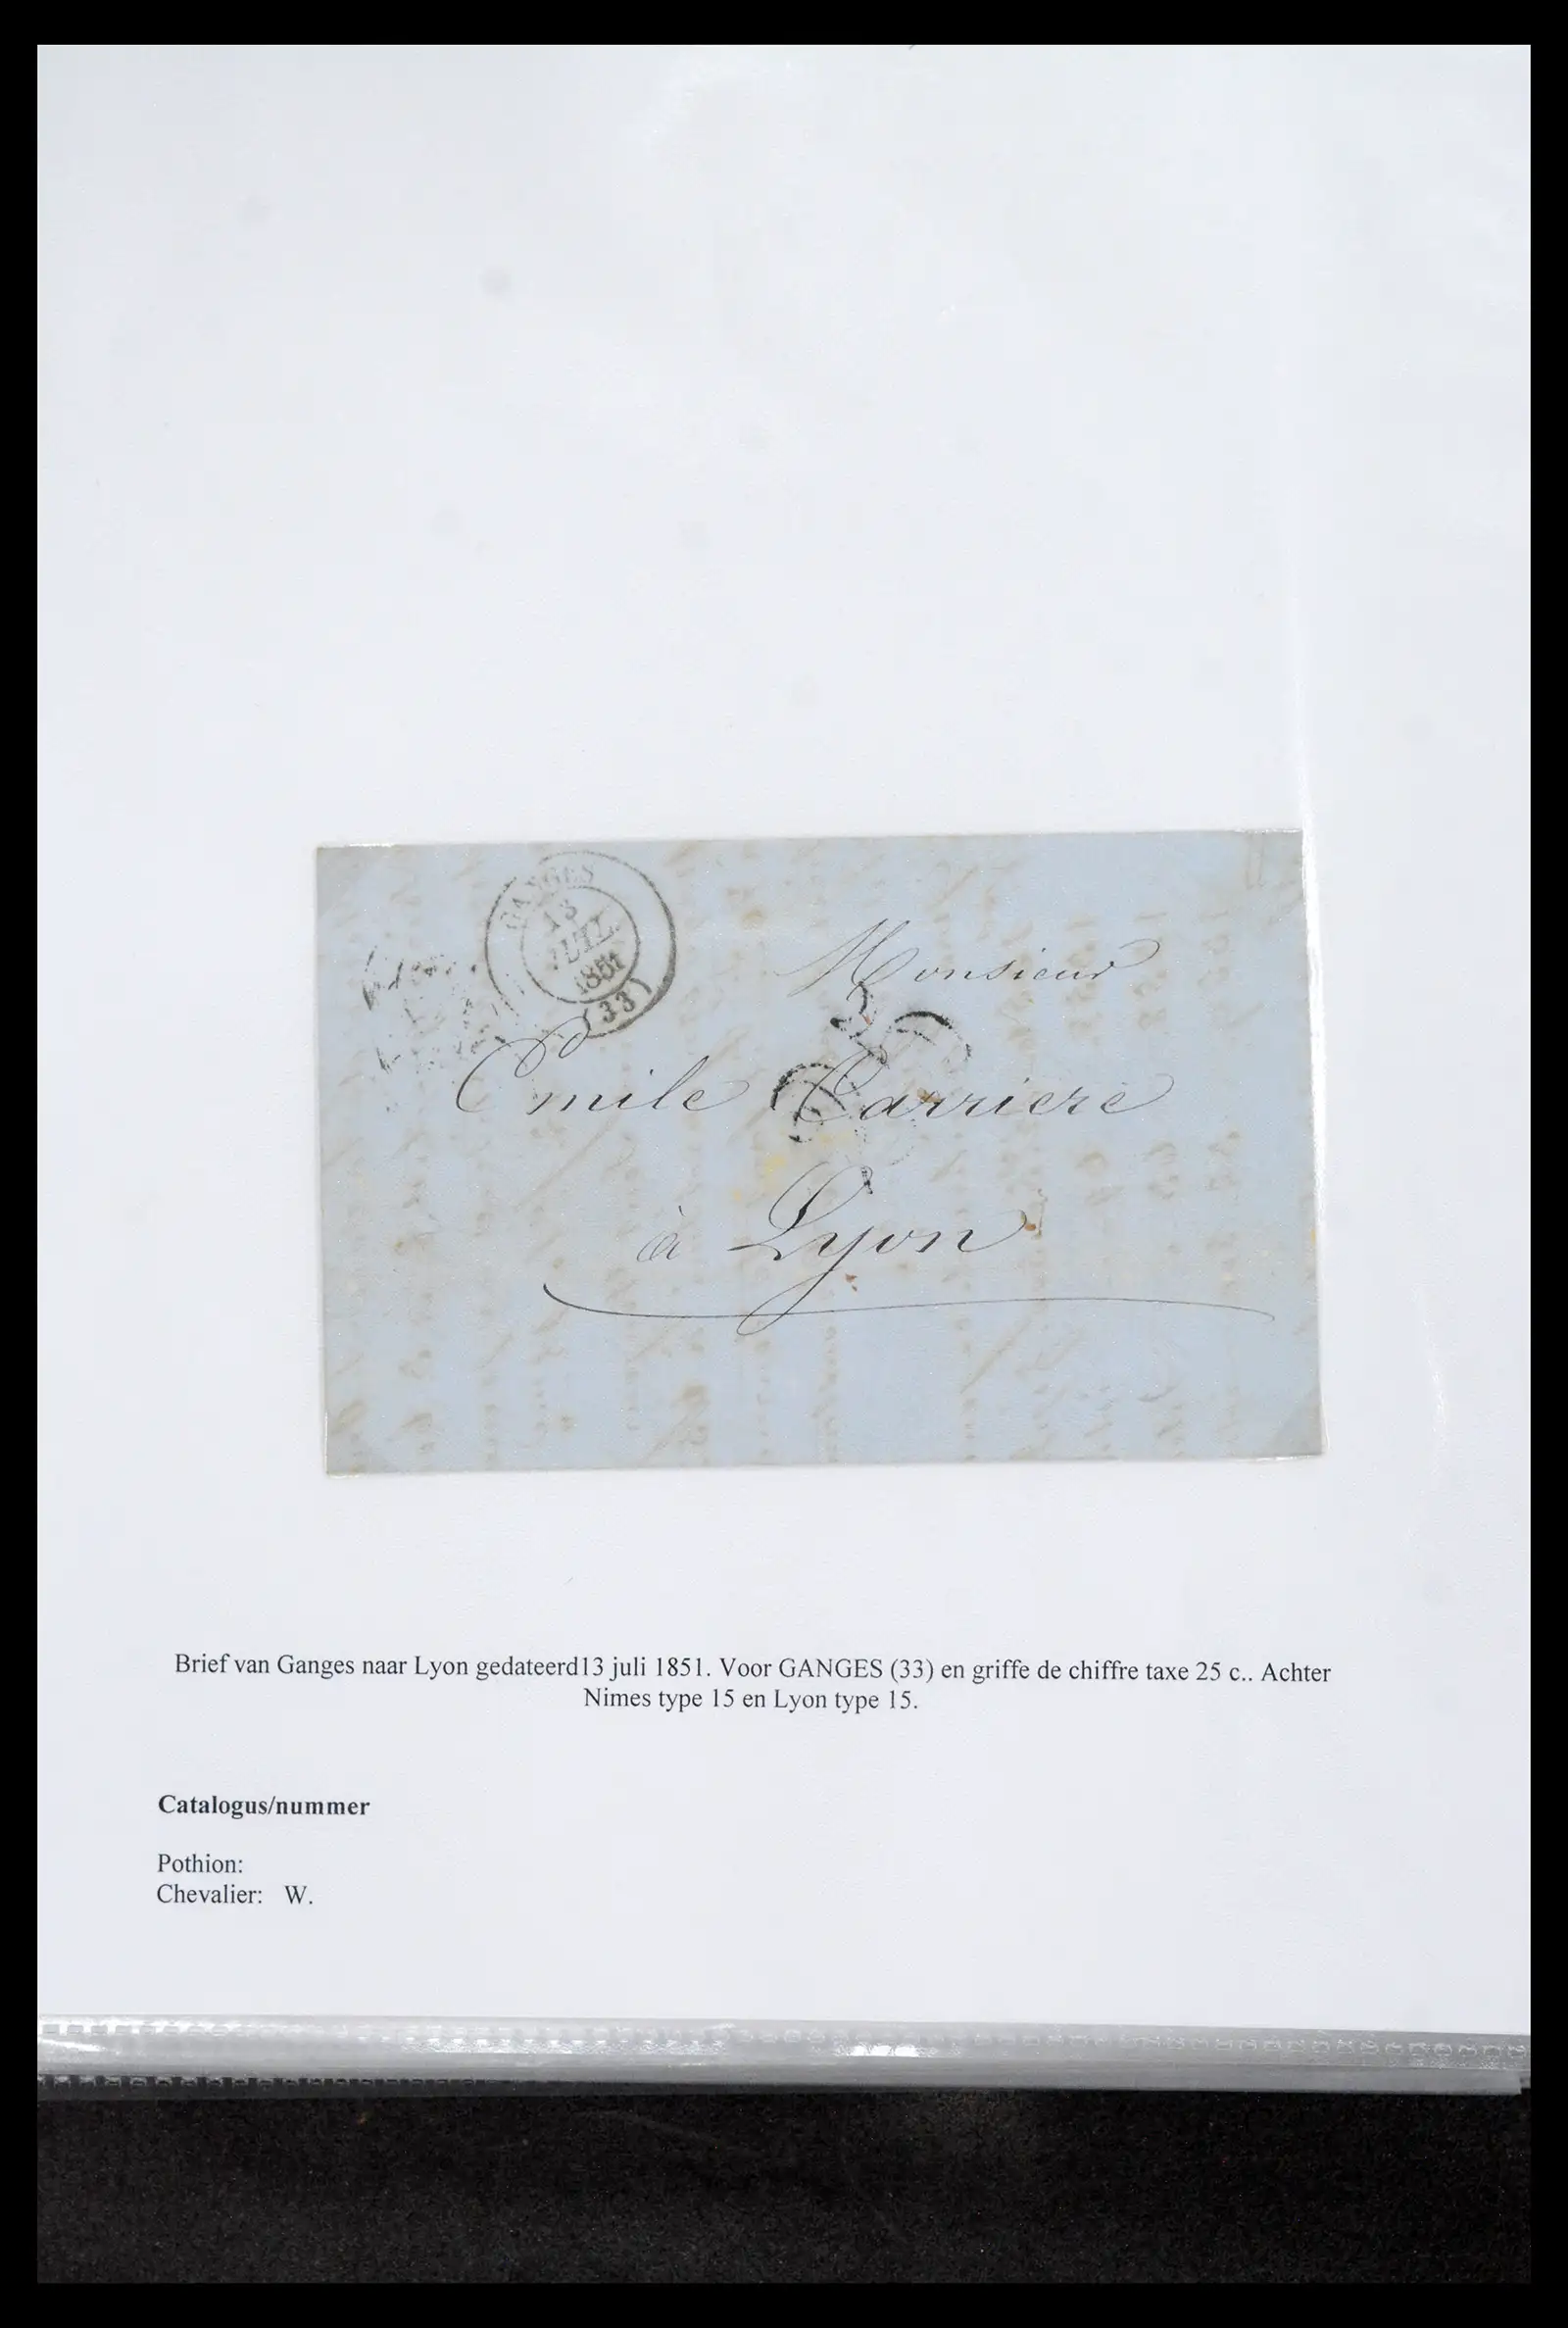 GANGES
13
JUIL.
1851
(33)
Monsieur
Emile Carriere
à Lyon
Brief van Ganges naar Lyon gedateerd13 juli 1851. Voor GANGES (33) en griffe de chiffre taxe 25 c.. Achter
Nimes type 15 en Lyon type 15.
Catalogus/nummer
Pothion:
Chevalier: W.